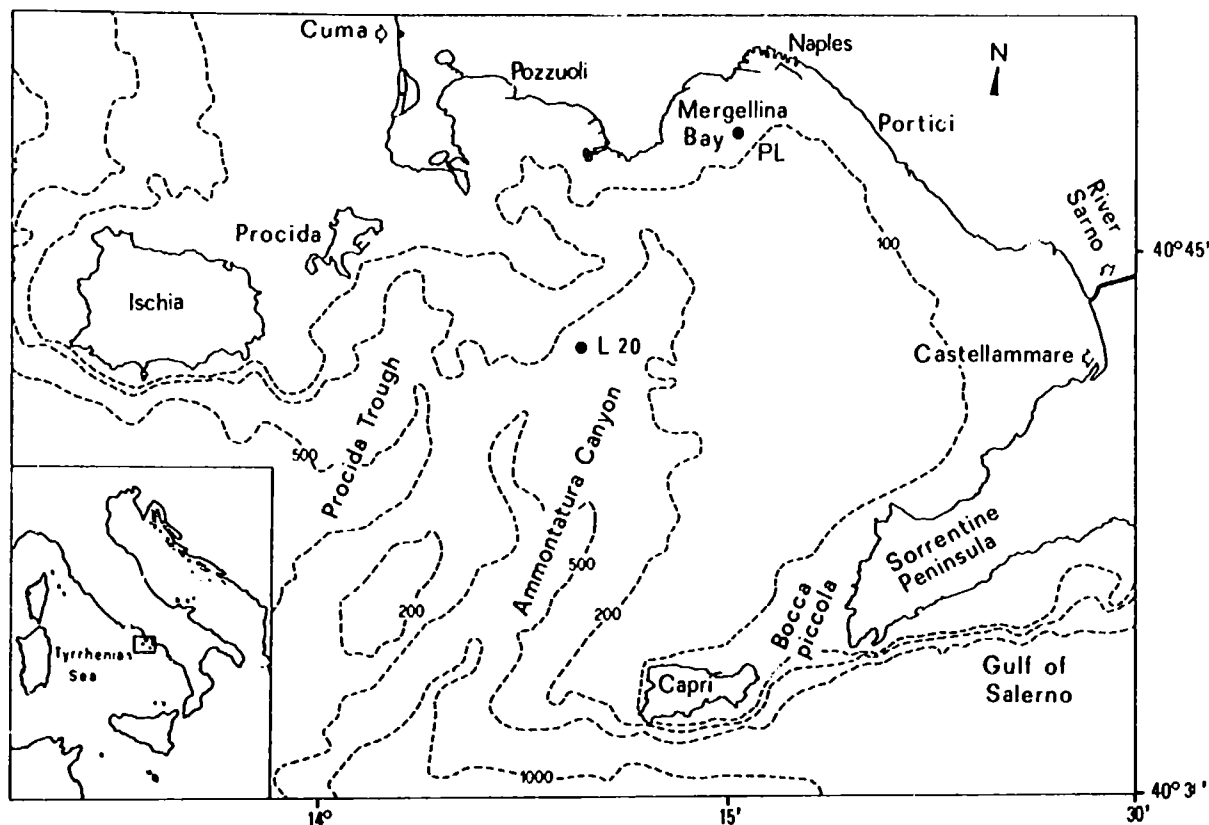 Cuma
Pozzuoli
Naples
N
Mergellina
Bay
PL
Portici
River
Sarno
Procida
100
40°45'
Ischia
L 20
Castellammare
500
Procida Trough
Ammontatura Canyon
500
200
200
Sorrentine
Peninsula
Bocca
piccola
Tyrrhenian
Sea
Capri
Gulf of
Salerno
1000
14°
15'
30'